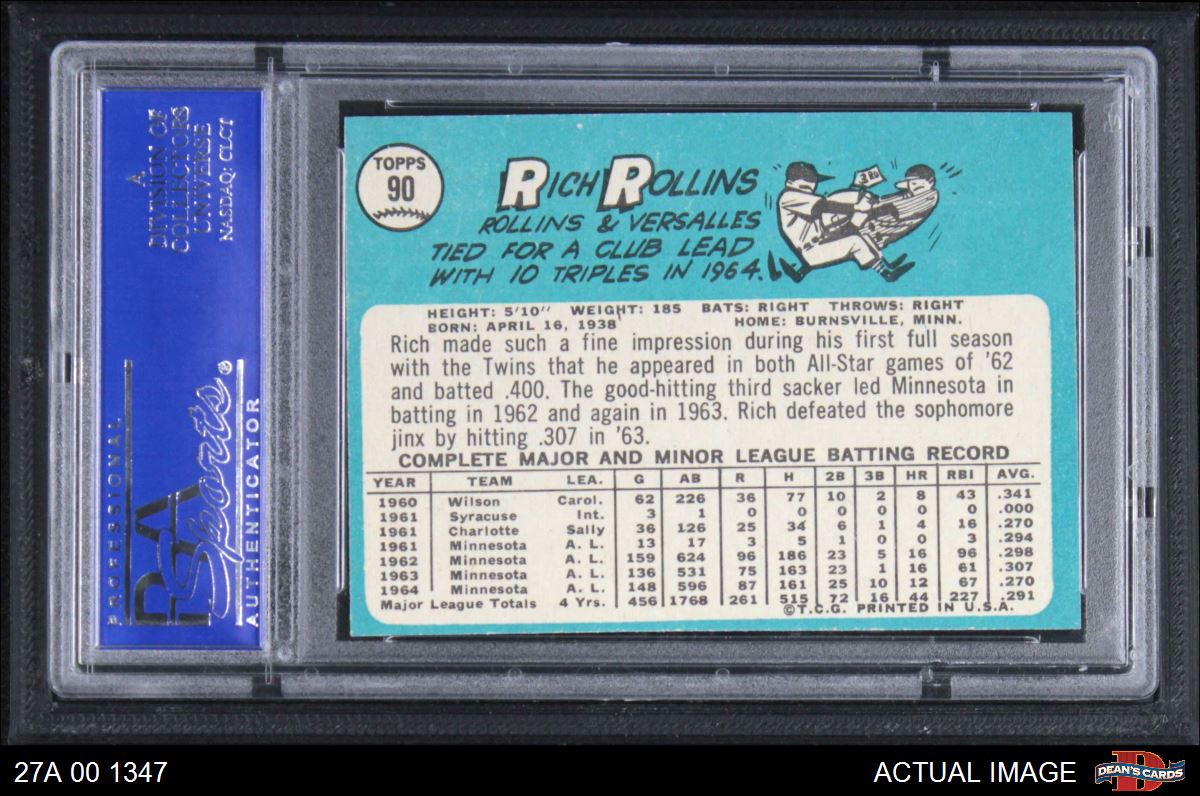 A
DIVISION OF
COLLECTORS
UNIVERSE
NASDAQ: CLCT
PROFESSIONAL
PSA
Sports®
AUTHENTICATOR
TOPPS
90
RICH ROLLINS
ROLLINS & VERSALLES
TIED FOR A CLUB LEAD
WITH 10 TRIPLES IN 1964.
3 BU
HEIGHT: 5'10" WEIGHT: 185 BATS: RIGHT THROWS: RIGHT
BORN: APRIL 16, 1938 HOME: BURNSVILLE, MINN.
Rich made such a fine impression during his first full season
with the Twins that he appeared in both All-Star games of '62
and batted .400. The good-hitting third sacker led Minnesota in
batting in 1962 and again in 1963. Rich defeated the sophomore
jinx by hitting .307 in '63.
COMPLETE MAJOR AND MINOR LEAGUE BATTING RECORD
YEAR TEAM LEA. G AB R H 2B 3B HR RBI AVG.
1960 Wilson Carol. 62 226 36 77 10 2 8 43 .341
1961 Syracuse Int. 3 1 0 0 0 0 0 0 .000
1961 Charlotte Sally 36 126 25 34 6 1 4 16 .270
1961 Minnesota A. L. 13 17 3 5 1 0 0 3 .294
1962 Minnesota A. L. 159 624 96 186 23 5 16 96 .298
1963 Minnesota A. L. 136 531 75 163 23 1 16 61 .307
1964 Minnesota A. L. 148 596 87 161 25 10 12 67 .270
Major League Totals 4 Yrs. 456 1768 261 515 72 16 44 227 .291
©T.C.G. PRINTED IN U.S.A.
27A 00 1347
ACTUAL IMAGE
D
DEAN'S CARDS